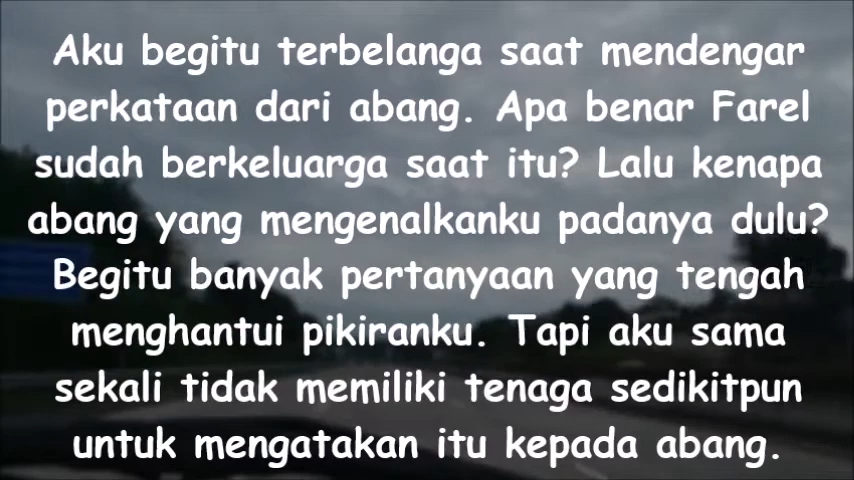 Aku begitu terbelanga saat mendengar
perkataan dari abang. Apa benar Farel
sudah berkeluarga saat itu? Lalu kenapa
abang yang mengenalkanku padanya dulu?
Begitu banyak pertanyaan yang tengah
menghantui pikiranku. Tapi aku sama
sekali tidak memiliki tenaga sedikitpun
untuk mengatakan itu kepada abang.